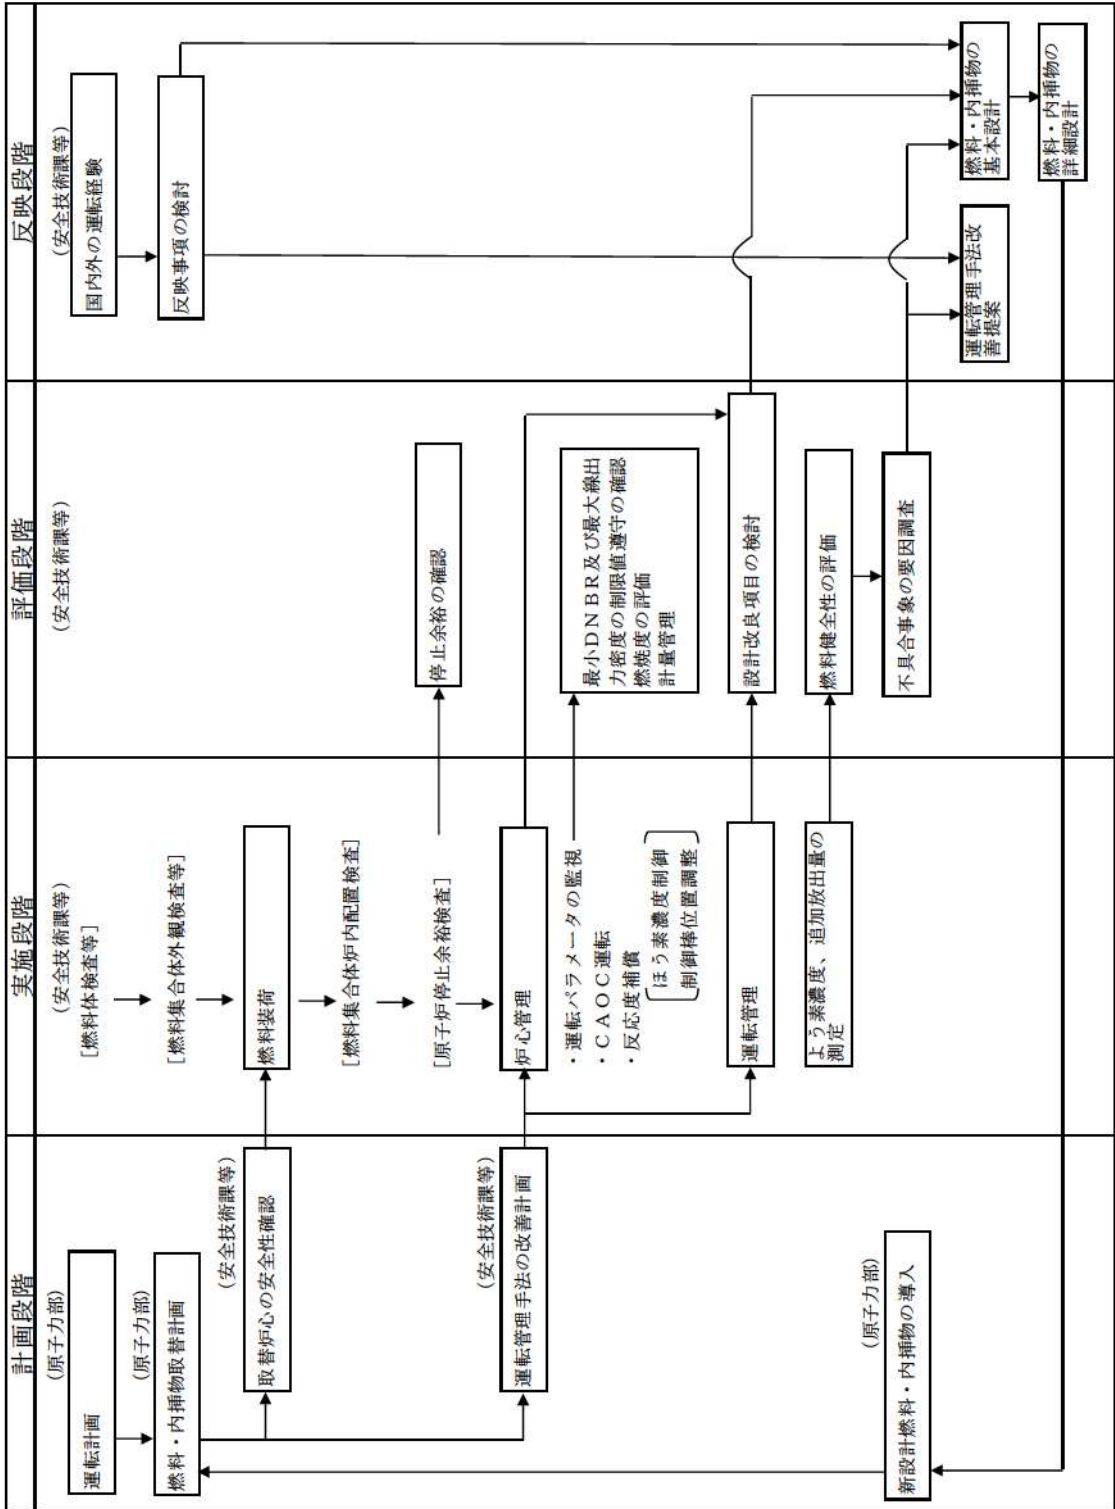 計画段階
(原子力部)
運転計画
(原子力部)
燃料・内挿物取替計画
(安全技術課等)
取替炉心の安全性確認
(安全技術課等)
運転管理手法の改善計画
(原子力部)
新設計燃料・内挿物の導入
実施段階
(安全技術課等)
[燃料体検査等]
[燃料集合体外観検査等]
燃料装荷
[燃料集合体炉内配置検査]
[原子炉停止余裕検査]
炉心管理
・運転パラメータの監視
・CAOC運転
・反応度補償
ほう素濃度制御
制御棒位置調整
運転管理
よう素濃度、追加放出量の
測定
評価段階
(安全技術課等)
停止余裕の確認
最小DNBR及び最大線出
力密度の制限値遵守の確認
燃焼度の評価
計量管理
設計改良項目の検討
燃料健全性の評価
不具合事象の要因調査
反映段階
(安全技術課等)
国内外の運転経験
反映事項の検討
運転管理手法改
善提案
燃料・内挿物の
基本設計
燃料・内挿物の
詳細設計